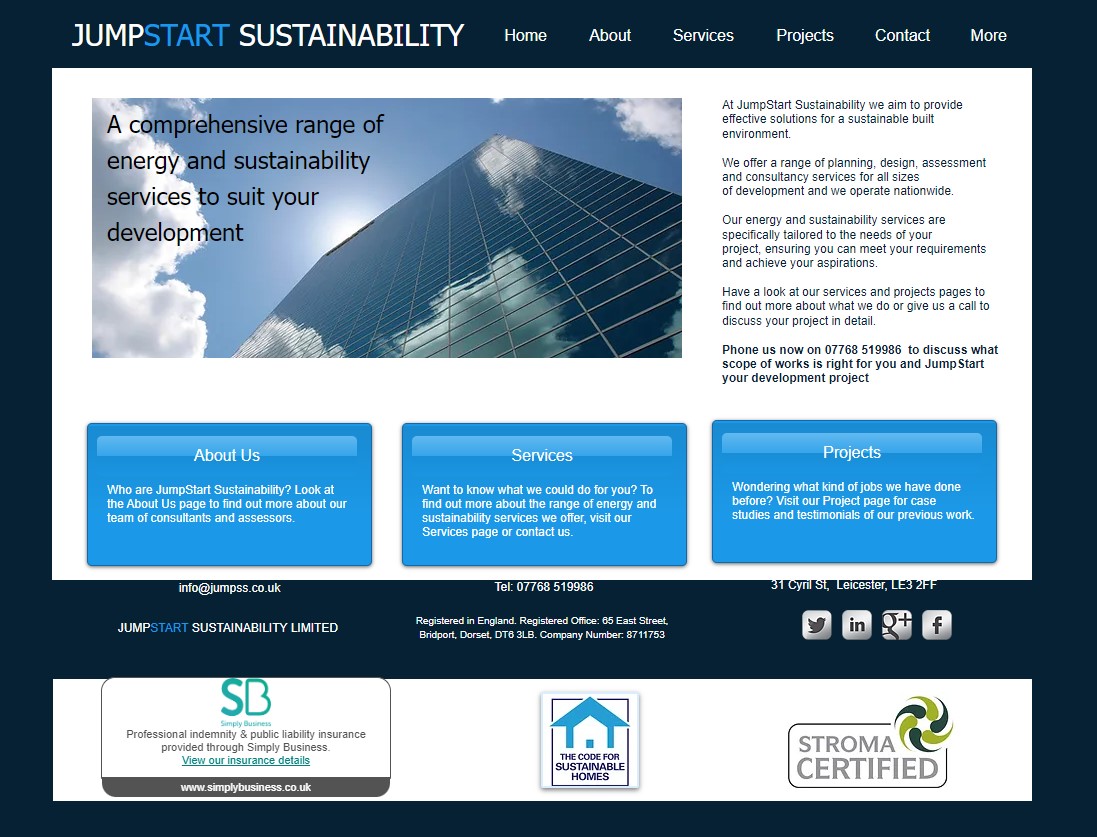 JUMPSTART SUSTAINABILITY
Home
About
Services
Projects
Contact
More
A comprehensive range of
energy and sustainability
services to suit your
development
At JumpStart Sustainability we aim to provide
effective solutions for a sustainable built
environment.
We offer a range of planning, design, assessment
and consultancy services for all sizes
of development and we operate nationwide.
Our energy and sustainability services are
specifically tailored to the needs of your
project, ensuring you can meet your requirements
and achieve your aspirations.
Have a look at our services and projects pages to
find out more about what we do or give us a call to
discuss your project in detail.
Phone us now on 07768 519986  to discuss what
scope of works is right for you and JumpStart
your development project
About Us
Who are JumpStart Sustainability? Look at
the About Us page to find out more about our
team of consultants and assessors.
Services
Want to know what we could do for you? To
find out more about the range of energy and
sustainability services we offer, visit our
Services page or contact us.
Projects
Wondering what kind of jobs we have done
before? Visit our Project page for case
studies and testimonials of our previous work.
info@jumpss.co.uk
Tel: 07768 519986
31 Cyril St,  Leicester, LE3 2FF
JUMPSTART SUSTAINABILITY LIMITED
Registered in England. Registered Office: 65 East Street,
Bridport, Dorset, DT6 3LB. Company Number: 8711753
in
g+
f
SB
Simply Business
Professional indemnity & public liability insurance
provided through Simply Business.
View our insurance details
www.simplybusiness.co.uk
THE CODE FOR
SUSTAINABLE
HOMES
STROMA
CERTIFIED